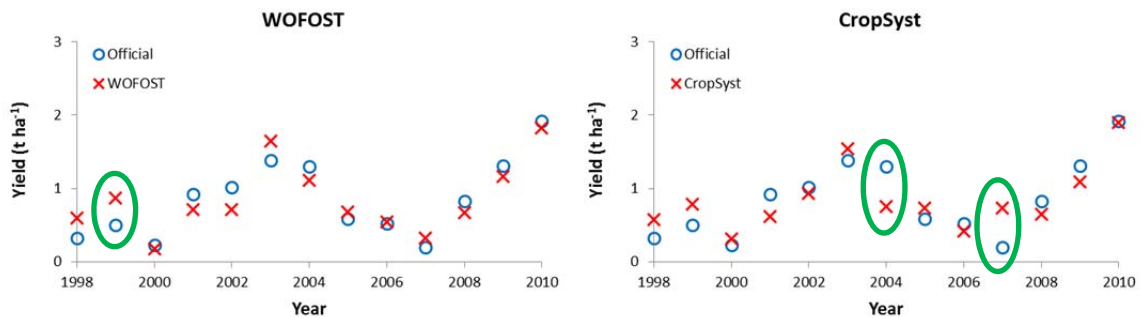 WOFOST
Yield (t ha⁻¹)
3
2
1
0
Official
WOFOST
1998 2000 2002 2004 2006 2008 2010
Year
CropSyst
Yield (t ha⁻¹)
3
2
1
0
Official
CropSyst
1998 2000 2002 2004 2006 2008 2010
Year